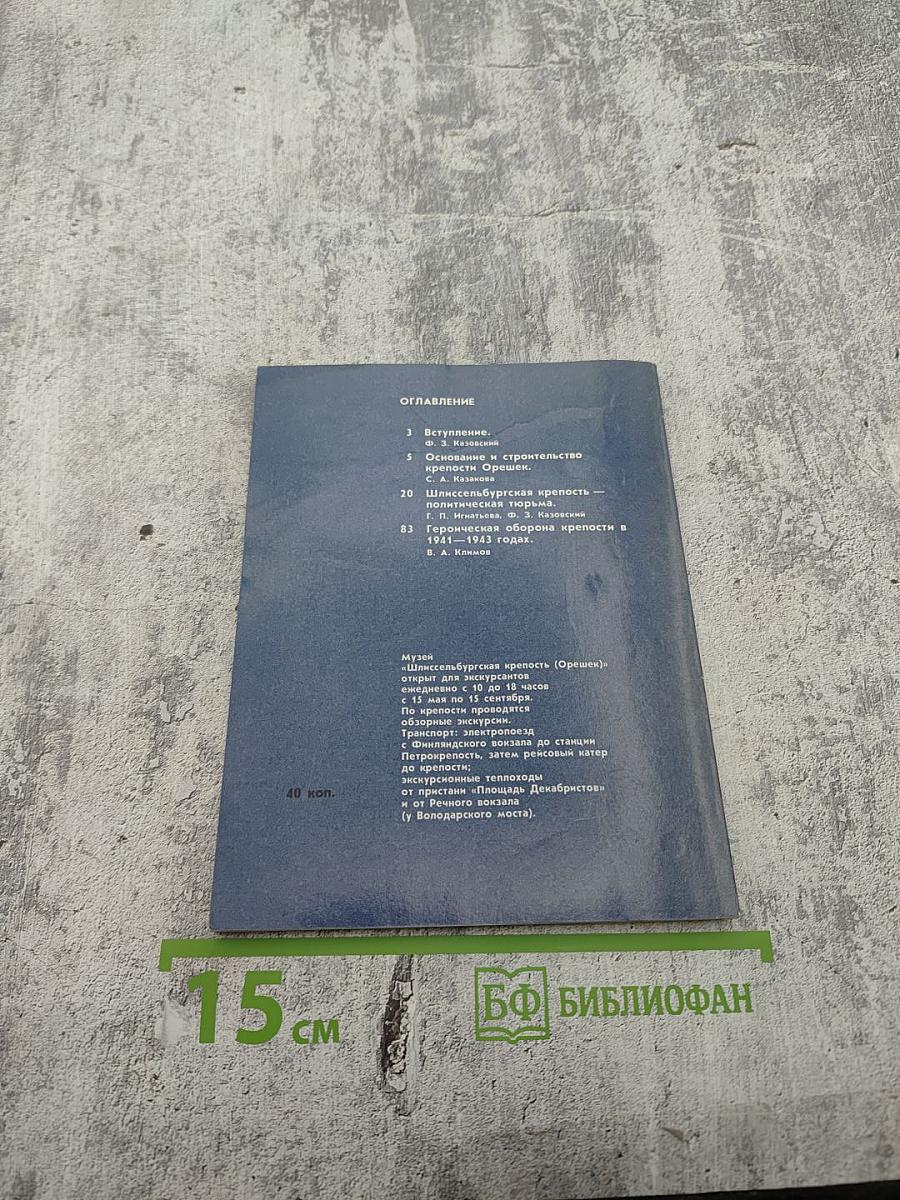 ОГЛАВЛЕНИЕ
3 Вступление.
Ф. З. Казовский
5 Основание и строительство
крепости Орешек.
С. А. Казакова
20 Шлиссельбургская крепость —
политическая тюрьма.
Г. П. Игнатьева, Ф. З. Казовский
83 Героическая оборона крепости в
1941—1943 годах.
В. А. Климов
Музей
«Шлиссельбургская крепость (Орешек)»
открыт для экскурсантов
ежедневно с 10 до 18 часов
с 15 мая по 15 сентября.
По крепости проводятся
обзорные экскурсии.
Транспорт: электропоезд
с Финляндского вокзала до станции
Петрокрепость, затем рейсовый катер
до крепости;
экскурсионные теплоходы
от пристани «Площадь Декабристов»
и от Речного вокзала
(у Володарского моста).
40 коп.
15 см
БФ БИБЛИОФАН